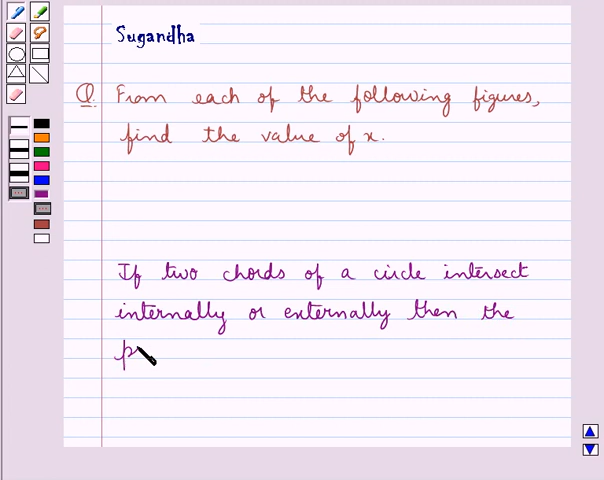 Sugandha
Q. From each of the following figures,
find the value of x.
If two chords of a circle intersect
internally or externally then the
p